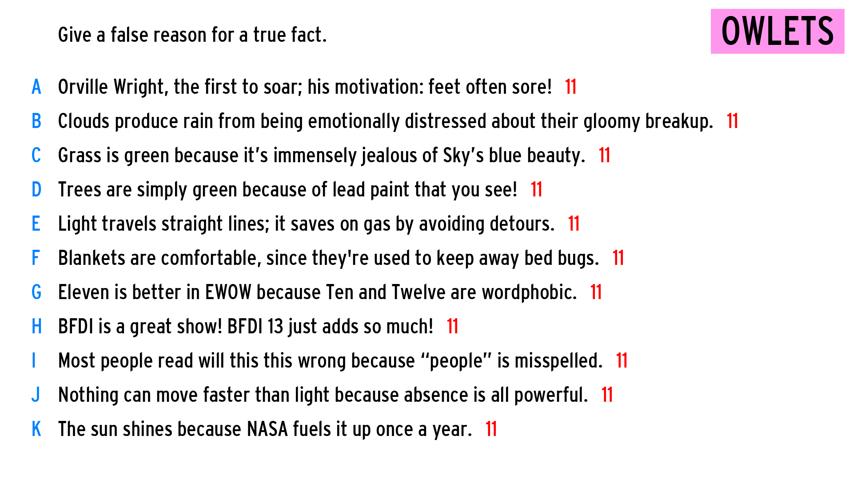 Give a false reason for a true fact.
OWLETS
A Orville Wright, the first to soar; his motivation: feet often sore! 11
B Clouds produce rain from being emotionally distressed about their gloomy breakup. 11
C Grass is green because it's immensely jealous of Sky's blue beauty. 11
D Trees are simply green because of lead paint that you see! 11
E Light travels straight lines; it saves on gas by avoiding detours. 11
F Blankets are comfortable, since they're used to keep away bed bugs. 11
G Eleven is better in EWOW because Ten and Twelve are wordphobic. 11
H BFDI is a great show! BFDI 13 just adds so much! 11
I Most people read will this this wrong because “people” is misspelled. 11
J Nothing can move faster than light because absence is all powerful. 11
K The sun shines because NASA fuels it up once a year. 11